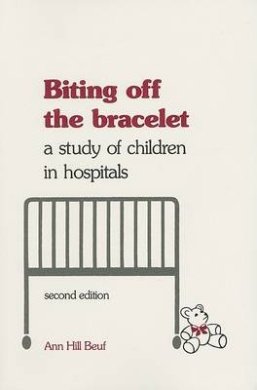 Biting off
the bracelet
a study of children
in hospitals
second edition
Ann Hill Beuf